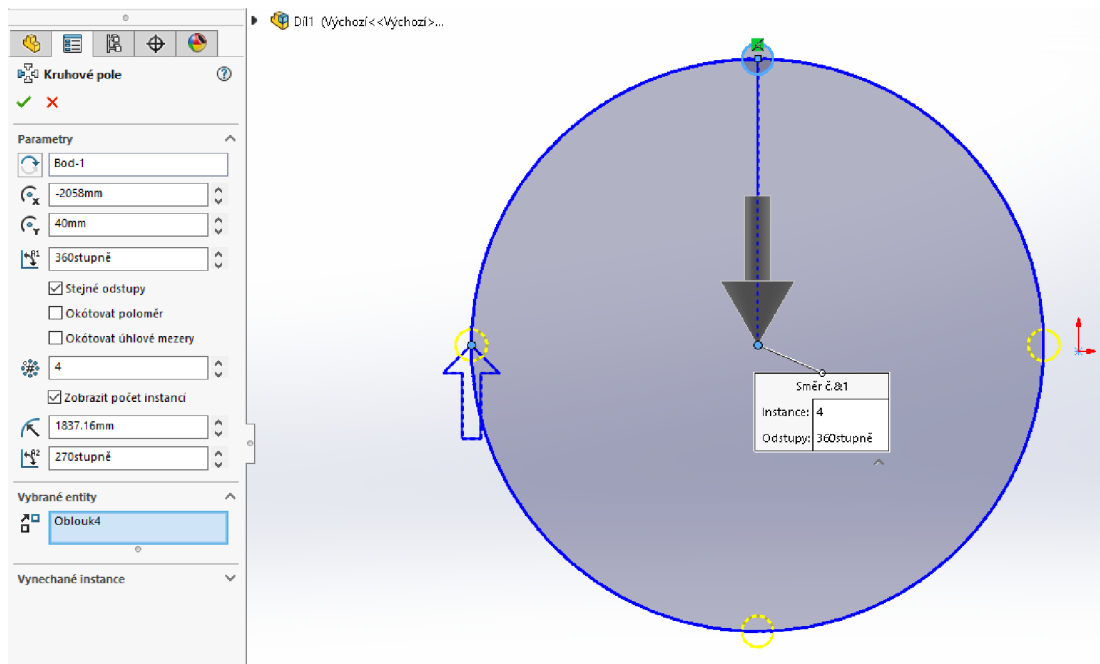 Díl1 (Výchozí<<Výchozí>...
Kruhové pole
Parametry
Bod-1
-2058mm
40mm
360stupně
Stejné odstupy
Okótovat poloměr
Okótovat úhlové mezery
4
Zobrazit počet instancí
1837.16mm
270stupně
Vybrané entity
Oblouk4
Vynechané instance
Směr č.&1
Instance: 4
Odstupy: 360stupně